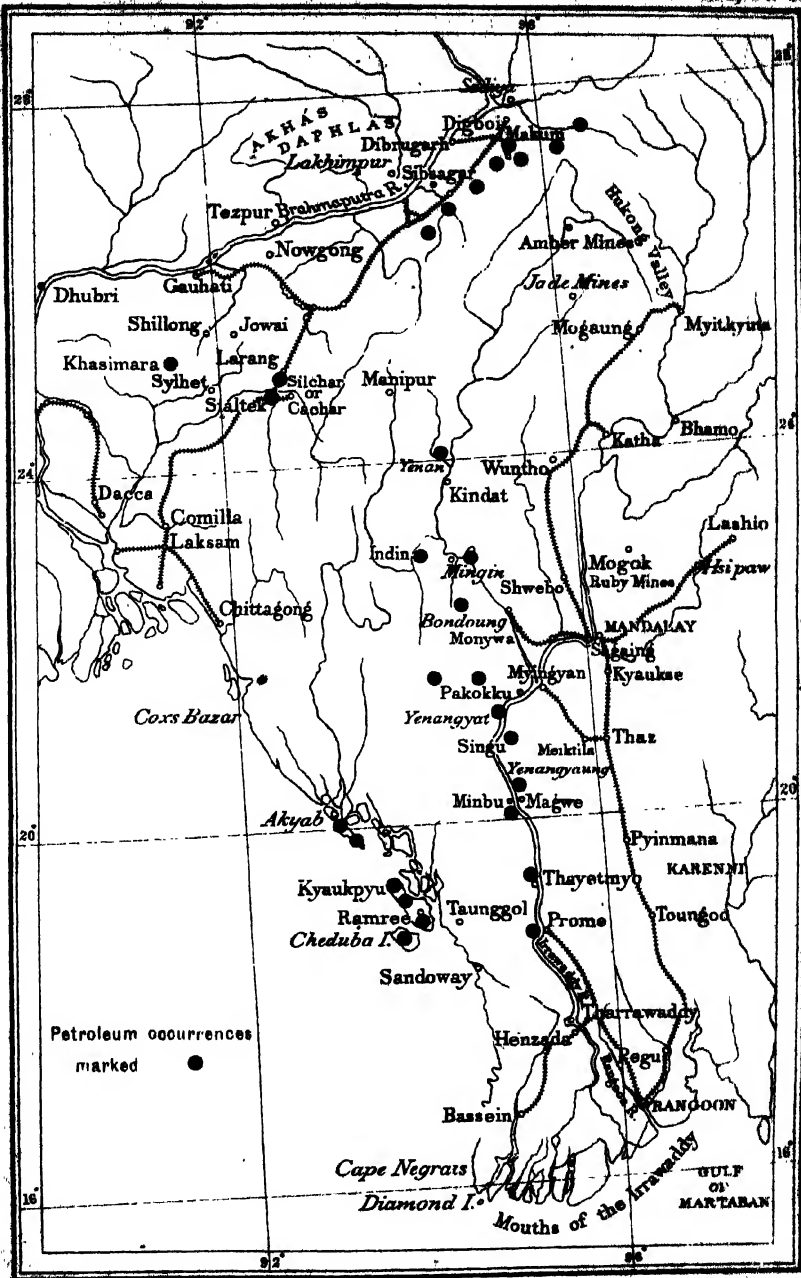 92°
96°
28°
28°
Sadiya
AKHAS
DAPHLAS
Digboi
Makum
Dibrugarh
Lakhimpur
Sibsagar
Brahmaputra R.
Tezpur
Nowgong
Hukong Valley
Amber Mines
Dhubri
Gauhati
Jade Mines
Shillong
Jowai
Mogaung
Myitkyina
Khasimara
Larang
Sylhet
Silchar
or
Cachar
Sialtek
Manipur
Katha
Bhamo
24°
24°
Yenan
Wuntho
Kindat
Dacca
Comilla
Laksam
Lashio
Indin
Mingin
Mogok
Ruby Mines
Hsipaw
Shwebo
Chittagong
Bondoung
Monywa
MANDALAY
Sagaing
Myingyan
Kyaukse
Coxs Bazar
Pakokku
Yenangyat
Singu
Meiktila
Thaz
Yenangyaung
Minbu
Magwe
20°
20°
Akyab
Pyinmana
KARENNI
Kyaukpyu
Thayetmyo
Ramree
Taunggol
Prome
Toungoo
Cheduba I.
Irrawaddy R.
Sandoway
Tharrawaddy
Petroleum occurrences
marked
Henzada
Pegu
Rangoon R.
RANGOON
Bassein
Cape Negrais
Diamond I.
Mouths of the Irrawaddy
GULF
OF
MARTABAN
16°
16°
92°
96°